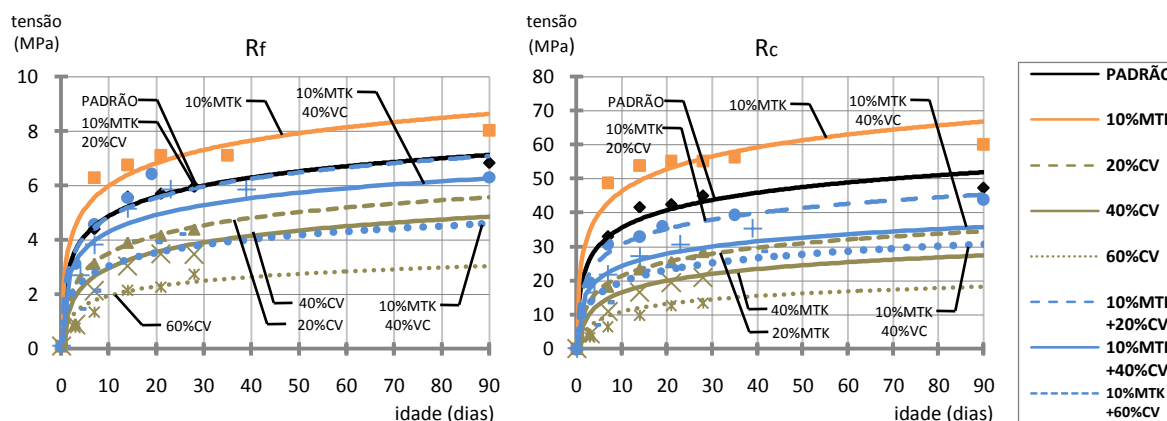 tensão
(MPa)
Rf
10
8
6
4
2
0
PADRÃO
10%MTK
20%CV
10%MTK
10%MTK
40%VC
60%CV
40%CV
20%CV
10%MTK
40%VC
0 10 20 30 40 50 60 70 80 90
idade (dias)
tensão
(MPa)
Rc
80
70
60
50
40
30
20
10
0
PADRÃO
10%MTK
20%CV
10%MTK
10%MTK
40%VC
40%MTK
20%MTK
10%MTK
40%VC
0 10 20 30 40 50 60 70 80 90
idade (dias)
PADRÃO
10%MTK
20%CV
40%CV
60%CV
10%MTK
+20%CV
10%MTK
+40%CV
10%MTK
+60%CV